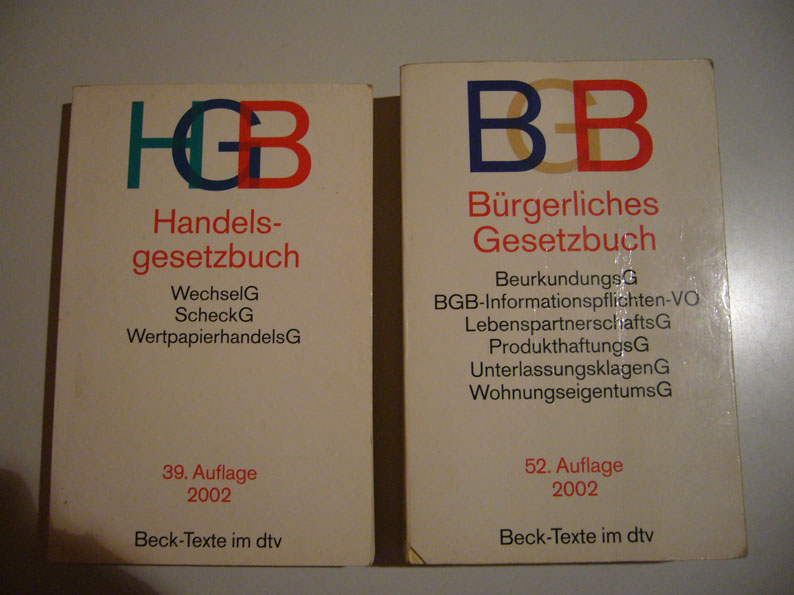 HGB
Handels-
gesetzbuch
WechselG
ScheckG
WertpapierhandelsG
39. Auflage
2002
Beck-Texte im dtv
BGB
Bürgerliches
Gesetzbuch
BeurkundungsG
BGB-Informationspflichten-VO
LebenspartnerschaftsG
ProdukthaftungsG
UnterlassungsklagenG
WohnungseigentumsG
52. Auflage
2002
Beck-Texte im dtv